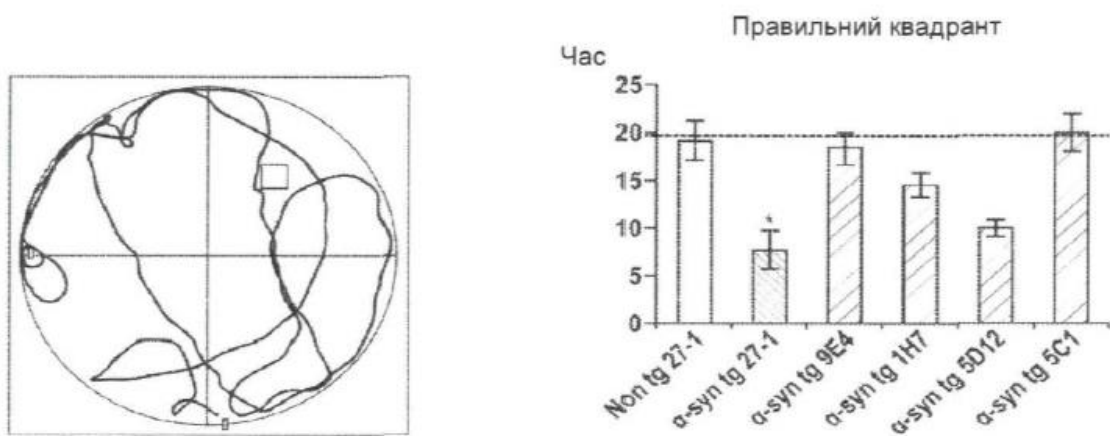 Правильний квадрант
Час
25
20
15
10
5
0
Non tg 27-1
α-syn tg 27-1
*
α-syn tg 9E4
α-syn tg 1H7
α-syn tg 5D12
α-syn tg 5C1